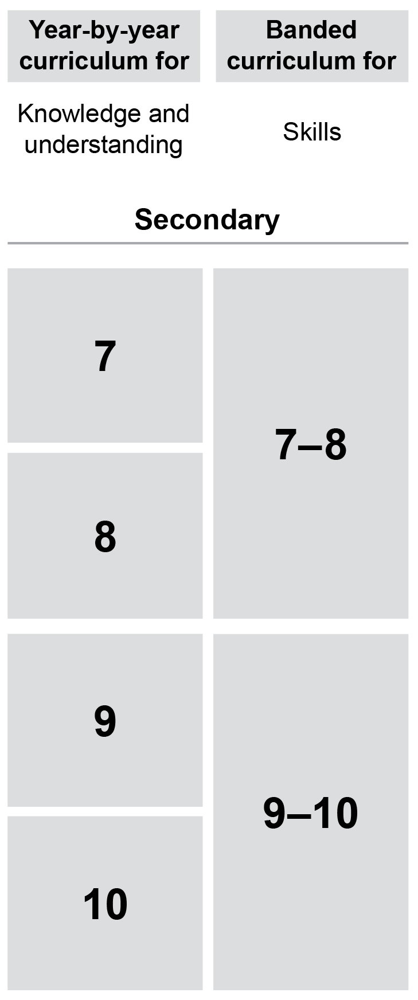 Year-by-year
curriculum for
Banded
curriculum for
Knowledge and
understanding
Skills
Secondary
7
8
7–8
9
10
9–10